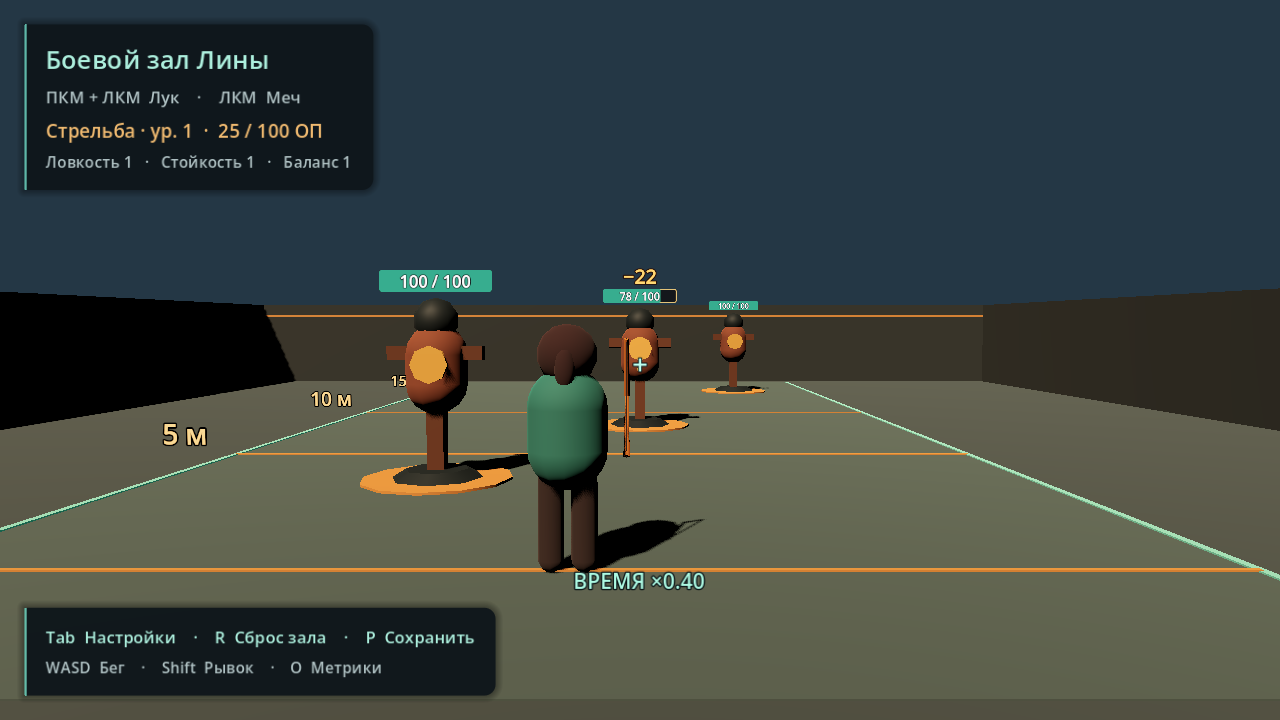 Боевой зал Лины
ПКМ + ЛКМ Лук · ЛКМ Меч
Стрельба · ур. 1 · 25 / 100 ОП
Ловкость 1 · Стойкость 1 · Баланс 1
−22
100 / 100
78 / 100
100 / 100
15
10 м
5 м
ВРЕМЯ ×0.40
Tab Настройки · R Сброс зала · P Сохранить
WASD Бег · Shift Рывок · O Метрики